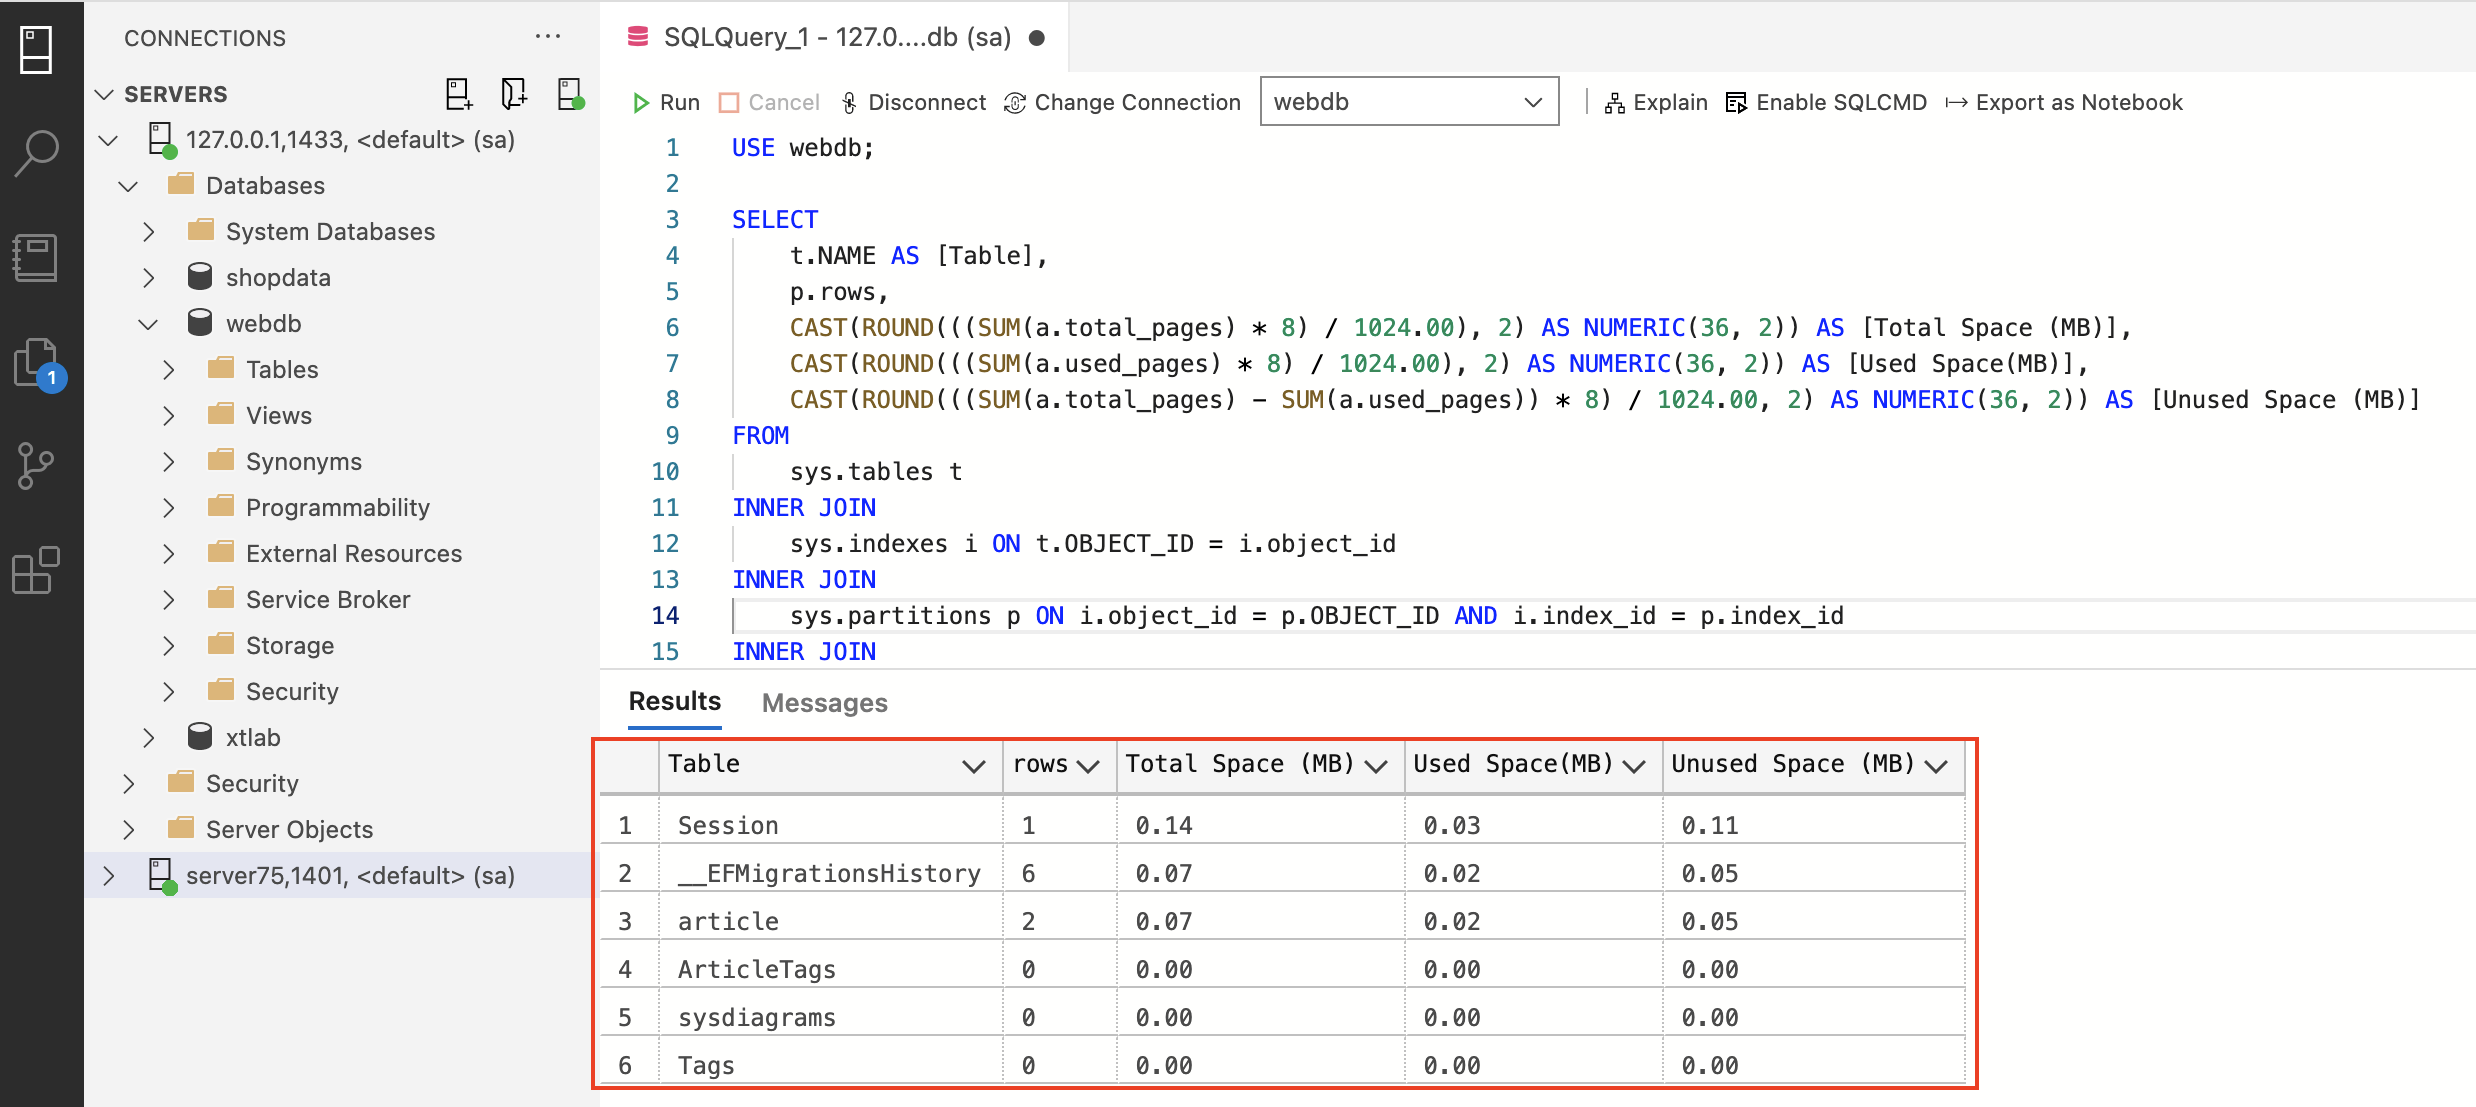 CONNECTIONS
SERVERS
127.0.0.1,1433, <default> (sa)
Databases
System Databases
shopdata
webdb
Tables
Views
Synonyms
Programmability
External Resources
Service Broker
Storage
Security
xtlab
Security
Server Objects
server75,1401, <default> (sa)
1
SQLQuery_1 - 127.0....db (sa)
Run Cancel Disconnect Change Connection webdb Explain Enable SQLCMD Export as Notebook
1 USE webdb;
2
3 SELECT
4 t.NAME AS [Table],
5 p.rows,
6 CAST(ROUND(((SUM(a.total_pages) * 8) / 1024.00), 2) AS NUMERIC(36, 2)) AS [Total Space (MB)],
7 CAST(ROUND(((SUM(a.used_pages) * 8) / 1024.00), 2) AS NUMERIC(36, 2)) AS [Used Space(MB)],
8 CAST(ROUND(((SUM(a.total_pages) - SUM(a.used_pages)) * 8) / 1024.00, 2) AS NUMERIC(36, 2)) AS [Unused Space (MB)]
9 FROM
10 sys.tables t
11 INNER JOIN
12 sys.indexes i ON t.OBJECT_ID = i.object_id
13 INNER JOIN
14 sys.partitions p ON i.object_id = p.OBJECT_ID AND i.index_id = p.index_id
15 INNER JOIN
Results Messages
Table rows Total Space (MB) Used Space(MB) Unused Space (MB)
1 Session 1 0.14 0.03 0.11
2 __EFMigrationsHistory 6 0.07 0.02 0.05
3 article 2 0.07 0.02 0.05
4 ArticleTags 0 0.00 0.00 0.00
5 sysdiagrams 0 0.00 0.00 0.00
6 Tags 0 0.00 0.00 0.00